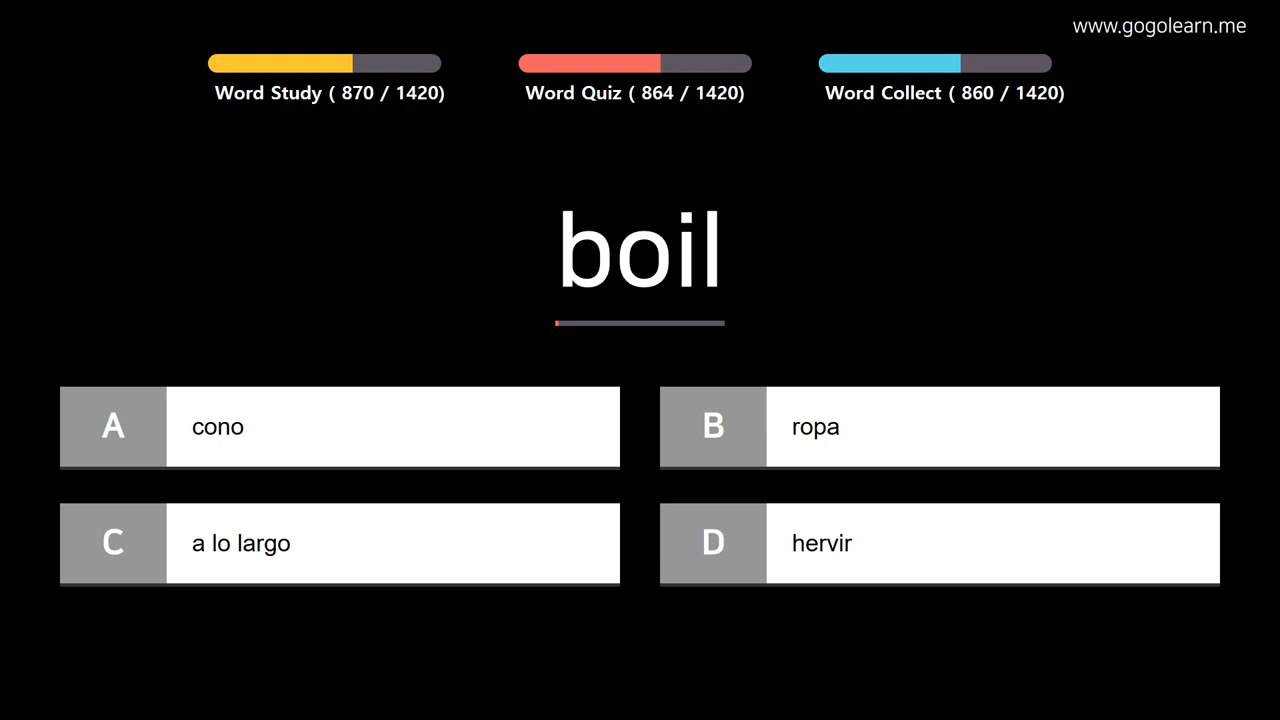 www.gogolearn.me
Word Study ( 870 / 1420)
Word Quiz ( 864 / 1420)
Word Collect ( 860 / 1420)
boil
A cono
B ropa
C a lo largo
D hervir